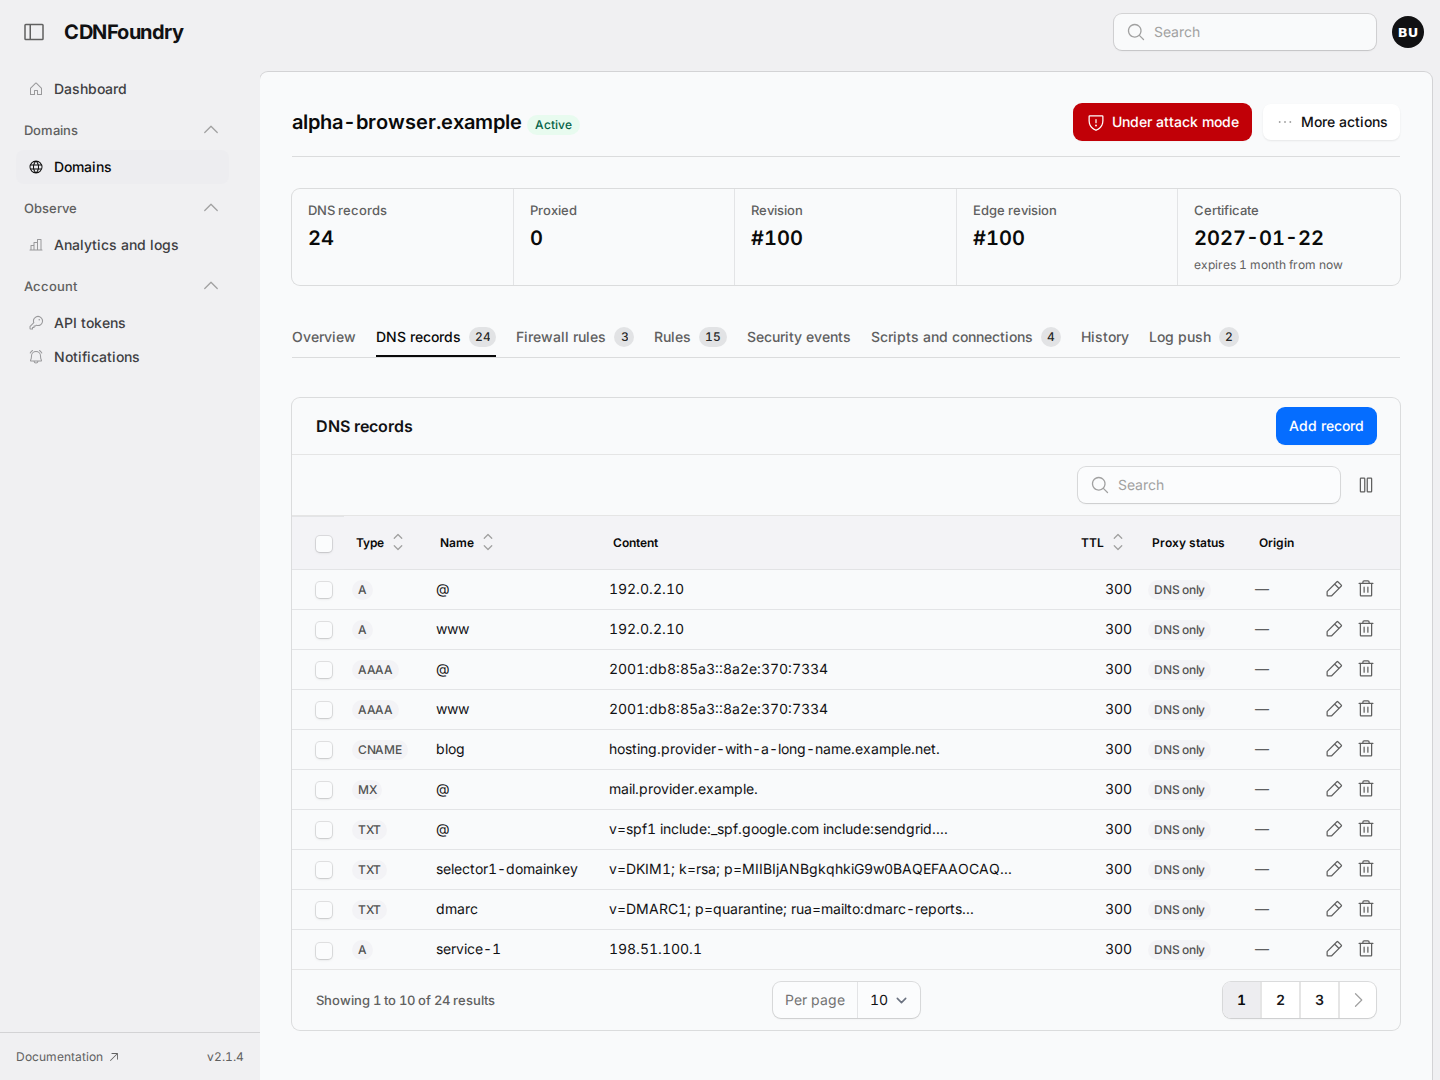 CDNFoundry
Search
BU
Dashboard
Domains
Domains
Observe
Analytics and logs
Account
API tokens
Notifications
Documentation
v2.1.4
alpha-browser.example Active
Under attack mode
··· More actions
DNS records
24
Proxied
0
Revision
#100
Edge revision
#100
Certificate
2027-01-22
expires 1 month from now
Overview DNS records 24 Firewall rules 3 Rules 15 Security events Scripts and connections 4 History Log push 2
DNS records
Add record
Search
Type Name Content TTL Proxy status Origin
A @ 192.0.2.10 300 DNS only —
A www 192.0.2.10 300 DNS only —
AAAA @ 2001:db8:85a3::8a2e:370:7334 300 DNS only —
AAAA www 2001:db8:85a3::8a2e:370:7334 300 DNS only —
CNAME blog hosting.provider-with-a-long-name.example.net. 300 DNS only —
MX @ mail.provider.example. 300 DNS only —
TXT @ v=spf1 include:_spf.google.com include:sendgrid.... 300 DNS only —
TXT selector1-domainkey v=DKIM1; k=rsa; p=MIIBIjANBgkqhkiG9w0BAQEFAAOCAQ... 300 DNS only —
TXT dmarc v=DMARC1; p=quarantine; rua=mailto:dmarc-reports... 300 DNS only —
A service-1 198.51.100.1 300 DNS only —
Showing 1 to 10 of 24 results
Per page 10
1 2 3